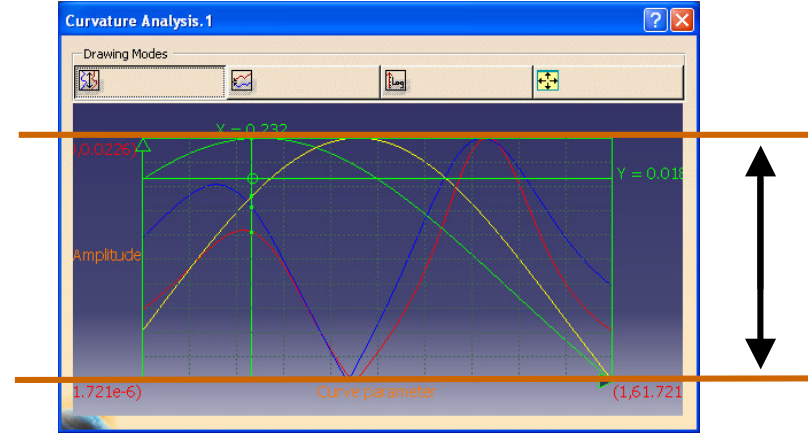 Curvature Analysis.1
Drawing Modes
Log
X = 0.232
,0.0226)
Y = 0.018
Amplitude
1.721e-6)
Curve parameter
(1,61.721